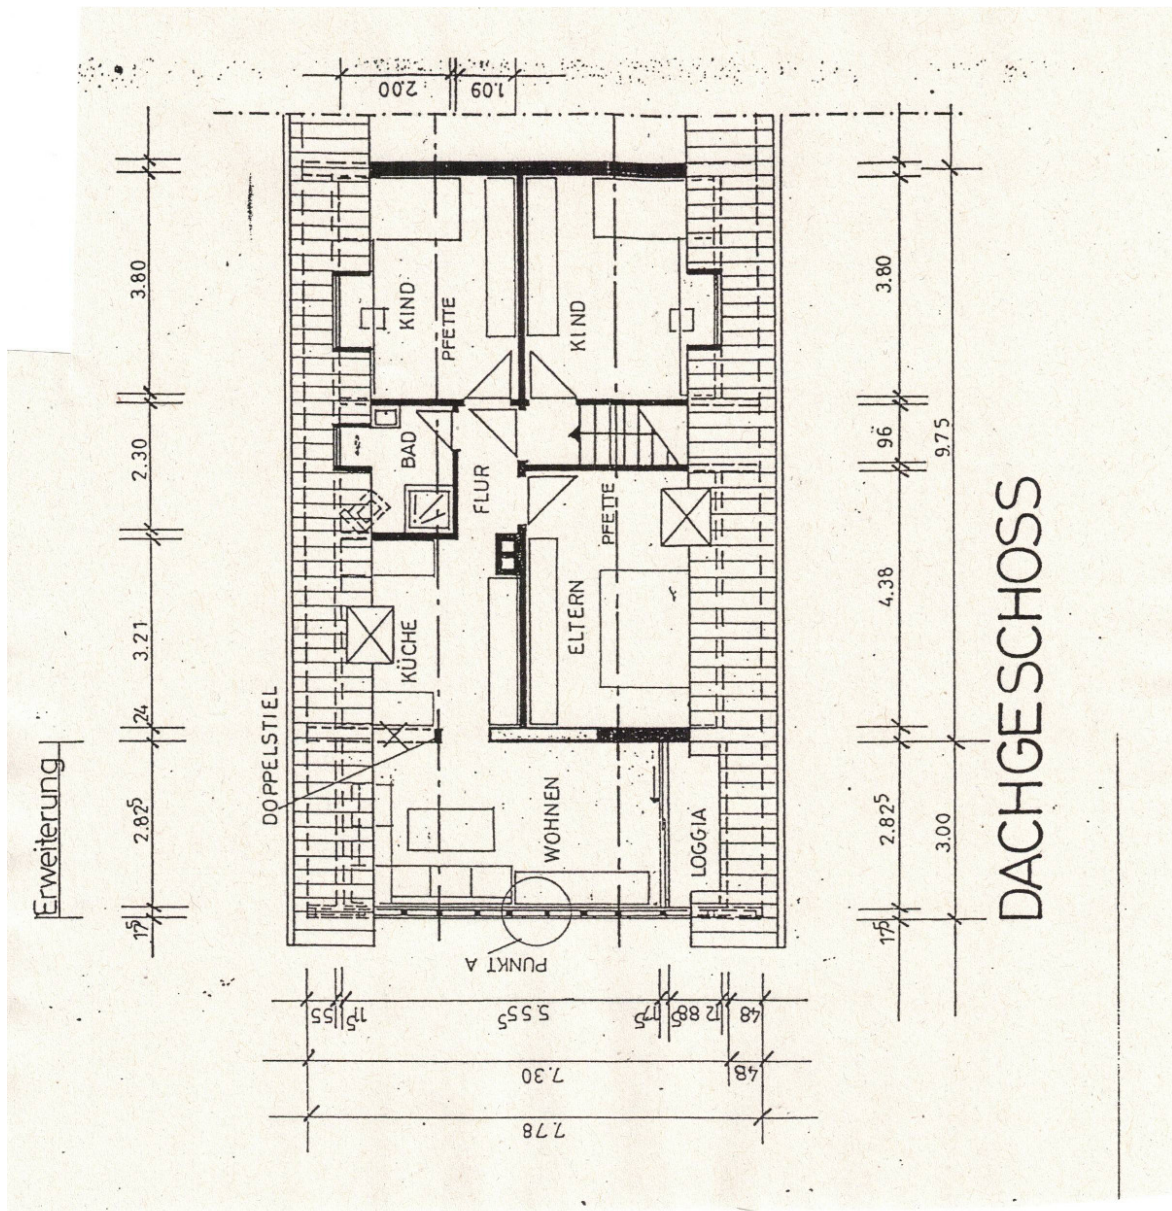 2.00
1.09
3.80
2.30
3.21
24
2.82⁵
17⁵
Erweiterung
DOPPELSTIEL
KIND
PFETTE
KIND
BAD
FLUR
PFETTE
KÜCHE
ELTERN
WOHNEN
LOGGIA
PUNKT A
3.80
96
9.75
4.38
2.82⁵
3.00
17⁵
DACHGESCHOSS
55
11⁵
5.55⁵
17⁵
88⁵
12
48
7.30
48
7.78